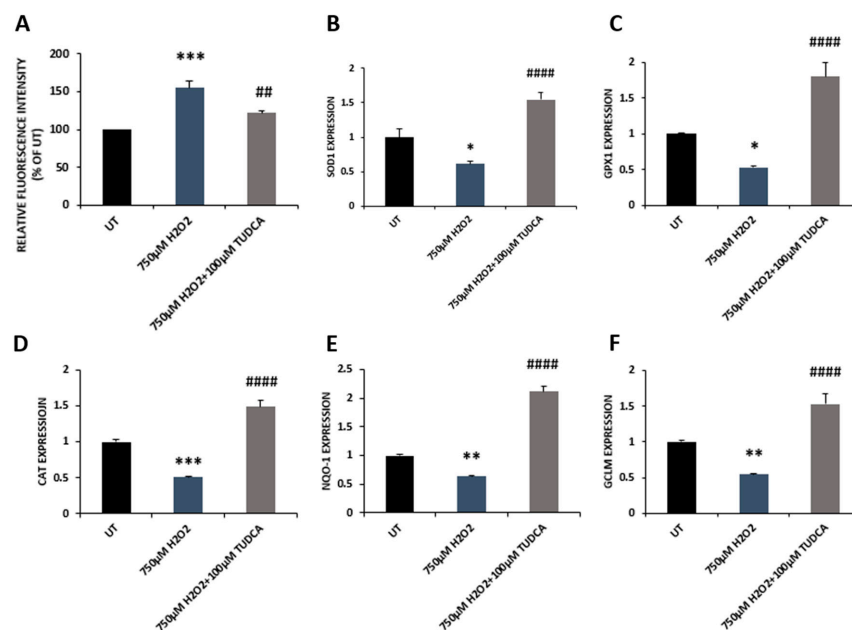 A
RELATIVE FLUORESCENCE INTENSITY
(% OF UT)
200
150
100
50
0
***
##
UT
750µM H2O2
750µM H2O2+100µM TUDCA
B
SOD1 EXPRESSION
2
1.5
1
0.5
0
*
####
UT
750µM H2O2
750µM H2O2+100µM TUDCA
C
GPX1 EXPRESSION
2
1.5
1
0.5
0
*
####
UT
750µM H2O2
750µM H2O2+100µM TUDCA
D
CAT EXPRESSIOIN
2
1.5
1
0.5
0
***
####
UT
750µM H2O2
750µM H2O2+100µM TUDCA
E
NQO-1 EXPRESSION
2.5
2
1.5
1
0.5
0
**
####
UT
750µM H2O2
750µM H2O2+100µM TUDCA
F
GCLM EXPRESSION
2
1.5
1
0.5
0
**
####
UT
750µM H2O2
750µM H2O2+100µM TUDCA